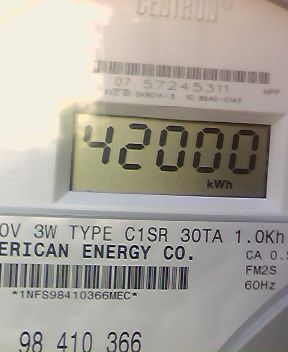 CENTRON®
07 57245311
42000
kWh
0V 3W TYPE C1SR 30TA 1.0Kh
ERICAN ENERGY CO.
CA 0.5
FM2S
60Hz
*1NFS98410366MEC*
98 410 366